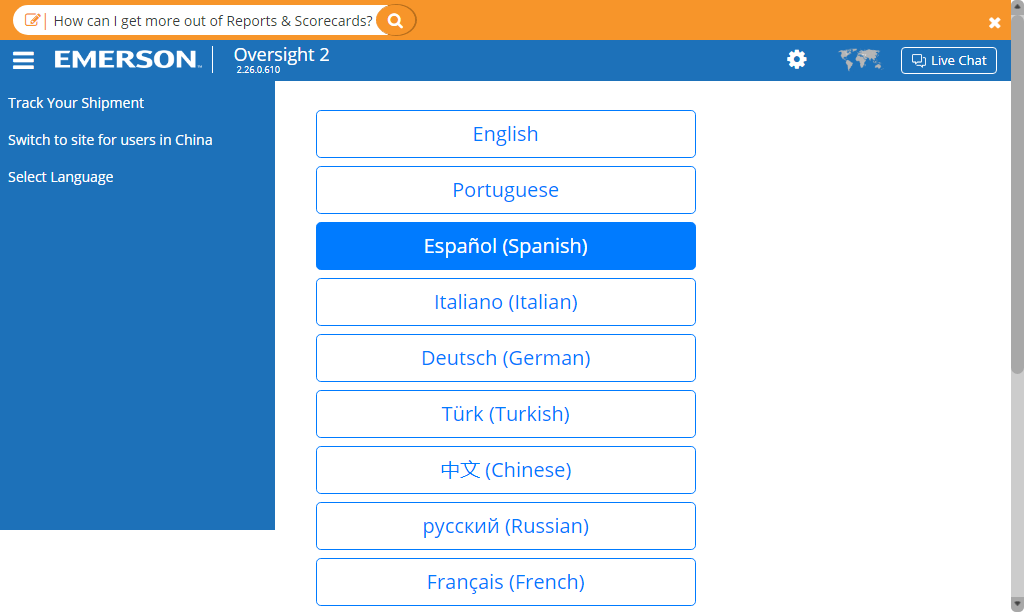 How can I get more out of Reports & Scorecards?
EMERSON™
Oversight 2
2.26.0.610
Live Chat
Track Your Shipment
Switch to site for users in China
Select Language
English
Portuguese
Español (Spanish)
Italiano (Italian)
Deutsch (German)
Türk (Turkish)
中文 (Chinese)
русский (Russian)
Français (French)